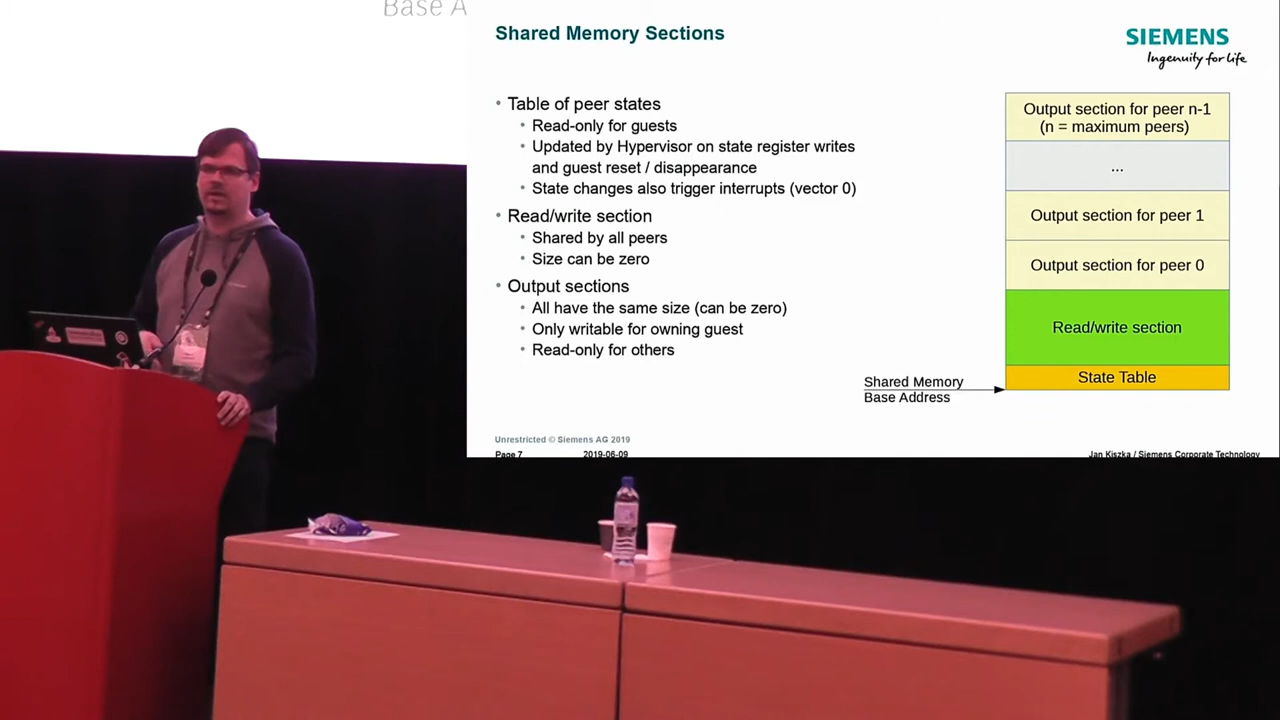 Base A
Shared Memory Sections
SIEMENS
Ingenuity for life
• Table of peer states
• Read-only for guests
• Updated by Hypervisor on state register writes
and guest reset / disappearance
• State changes also trigger interrupts (vector 0)
• Read/write section
• Shared by all peers
• Size can be zero
• Output sections
• All have the same size (can be zero)
• Only writable for owning guest
• Read-only for others
Output section for peer n-1
(n = maximum peers)
...
Output section for peer 1
Output section for peer 0
Read/write section
State Table
Shared Memory
Base Address
Unrestricted © Siemens AG 2019
Page 7
2019-06-09
Jan Kiszka / Siemens Corporate Technology